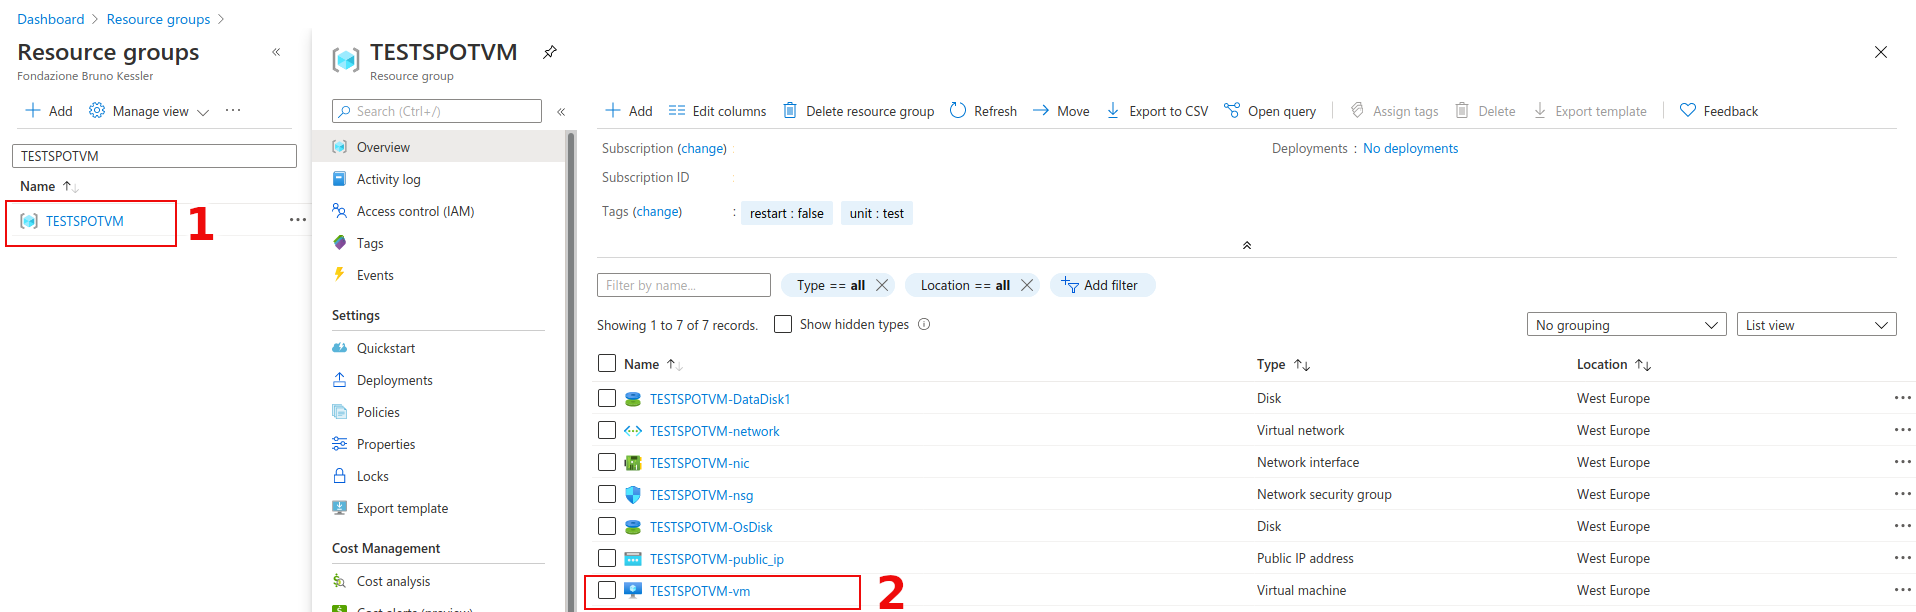 Dashboard > Resource groups >
Resource groups «
Fondazione Bruno Kessler
+ Add Manage view ...
TESTSPOTVM
Name ↑↓
TESTSPOTVM ...
1
TESTSPOTVM
Resource group
Search (Ctrl+/) «
Overview
Activity log
Access control (IAM)
Tags
Events
Settings
Quickstart
Deployments
Policies
Properties
Locks
Export template
Cost Management
Cost analysis
Cost alerts (preview)
+ Add Edit columns Delete resource group Refresh Move Export to CSV Open query Assign tags Delete Export template Feedback
Subscription (change) Deployments : No deployments
Subscription ID :
Tags (change) : restart : false unit : test
Filter by name... Type == all Location == all Add filter
Showing 1 to 7 of 7 records. Show hidden types No grouping List view
Name ↑↓ Type ↑↓ Location ↑↓
TESTSPOTVM-DataDisk1 Disk West Europe ...
TESTSPOTVM-network Virtual network West Europe ...
TESTSPOTVM-nic Network interface West Europe ...
TESTSPOTVM-nsg Network security group West Europe ...
TESTSPOTVM-OsDisk Disk West Europe ...
TESTSPOTVM-public_ip Public IP address West Europe ...
TESTSPOTVM-vm Virtual machine West Europe ...
2